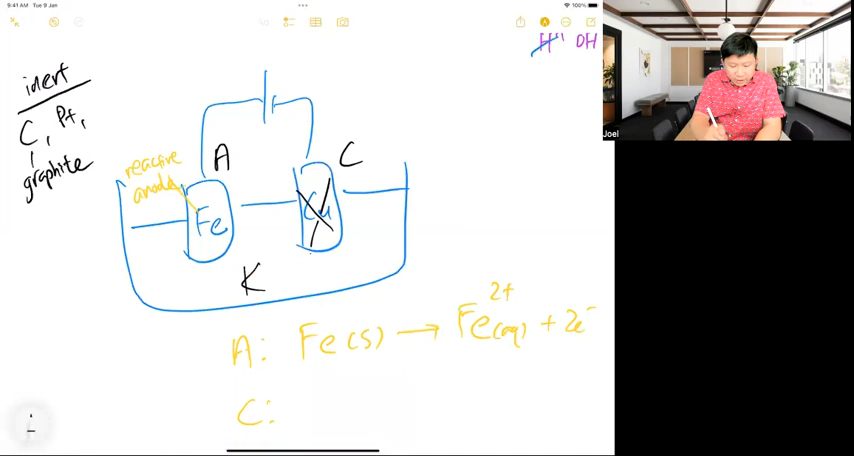 9:41 AM Tue 9 Jan
100%
H⁺ OH
inert
C, Pt,
graphite
reactive
anode
A
C
Fe
Cu
K
A: Fe(s) → Fe²⁺(aq) + 2e⁻
C:
Joel